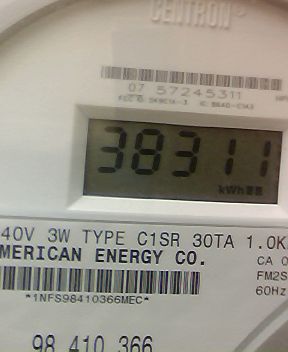 CENTRON®
07 57245311
38311
kWh
40V 3W TYPE C1SR 30TA 1.0K
MERICAN ENERGY CO.
CA 0
FM2S
60Hz
*1NFS98410366MEC*
98 410 366